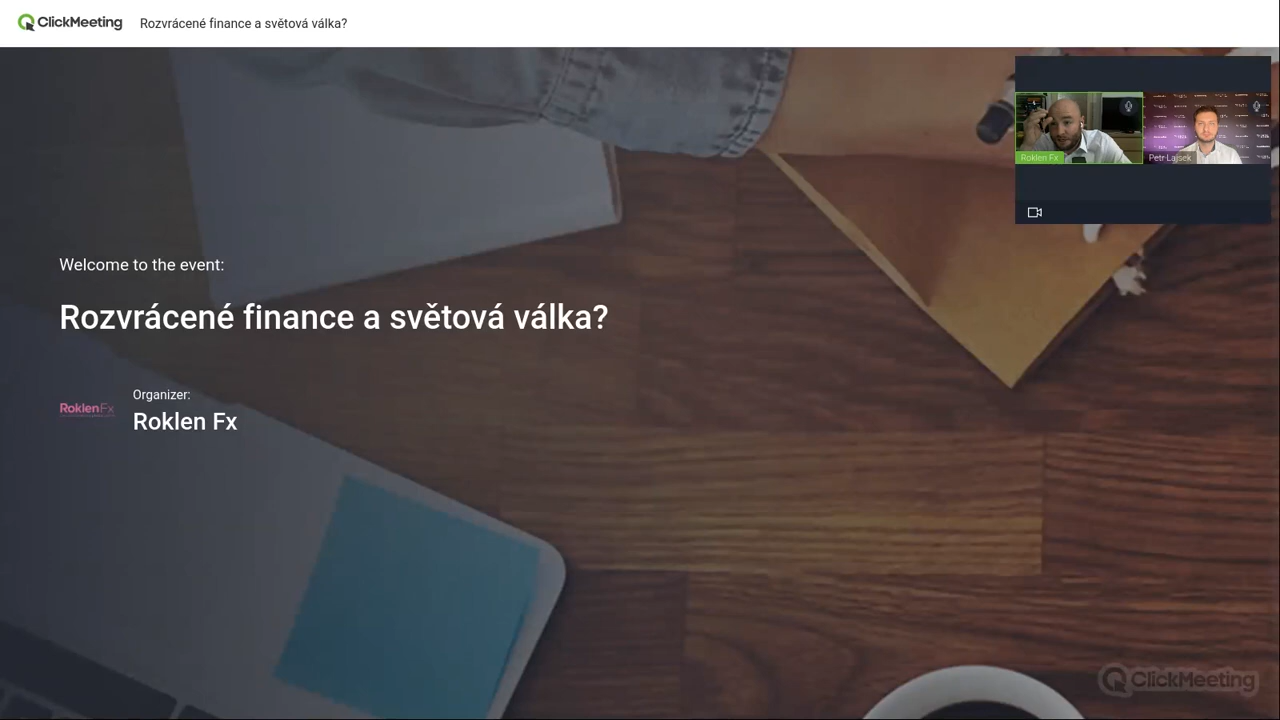 ClickMeeting
Rozvrácené finance a světová válka?
Roklen Fx
Petr Lajsek
Welcome to the event:
Rozvrácené finance a světová válka?
RoklenFx
Organizer:
Roklen Fx
ClickMeeting